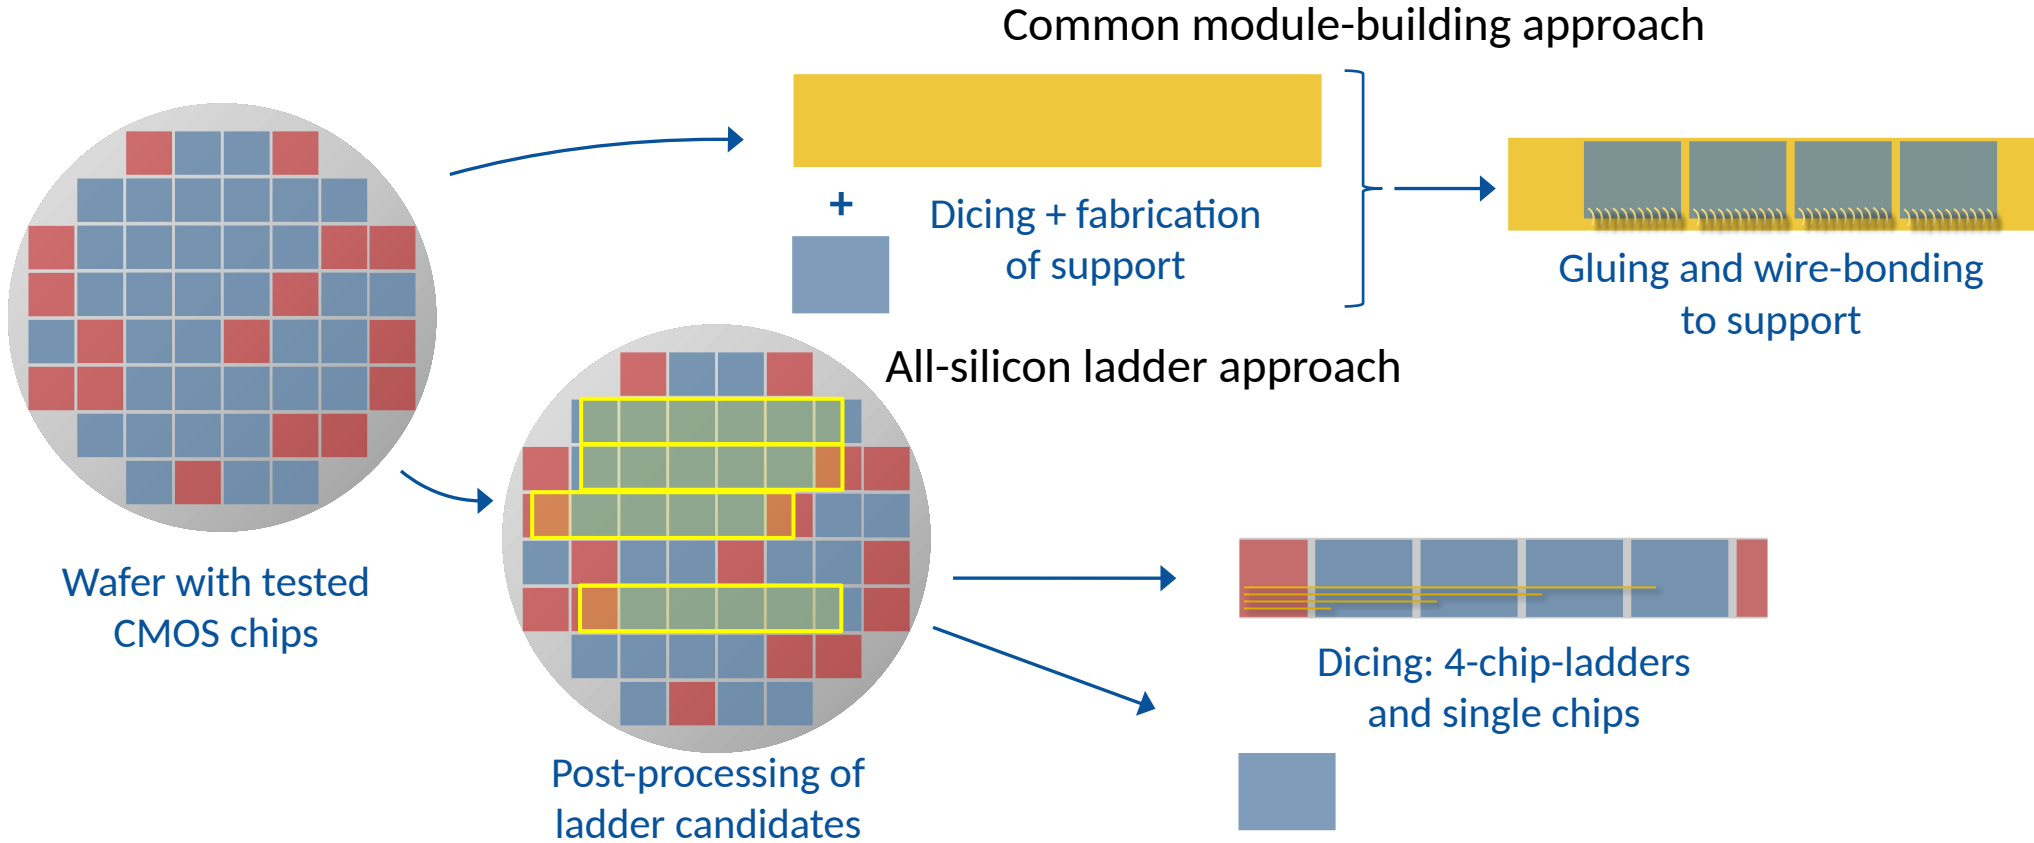 Common module-building approach
+
Dicing + fabrication
of support
Gluing and wire-bonding
to support
All-silicon ladder approach
Wafer with tested
CMOS chips
Dicing: 4-chip-ladders
and single chips
Post-processing of
ladder candidates